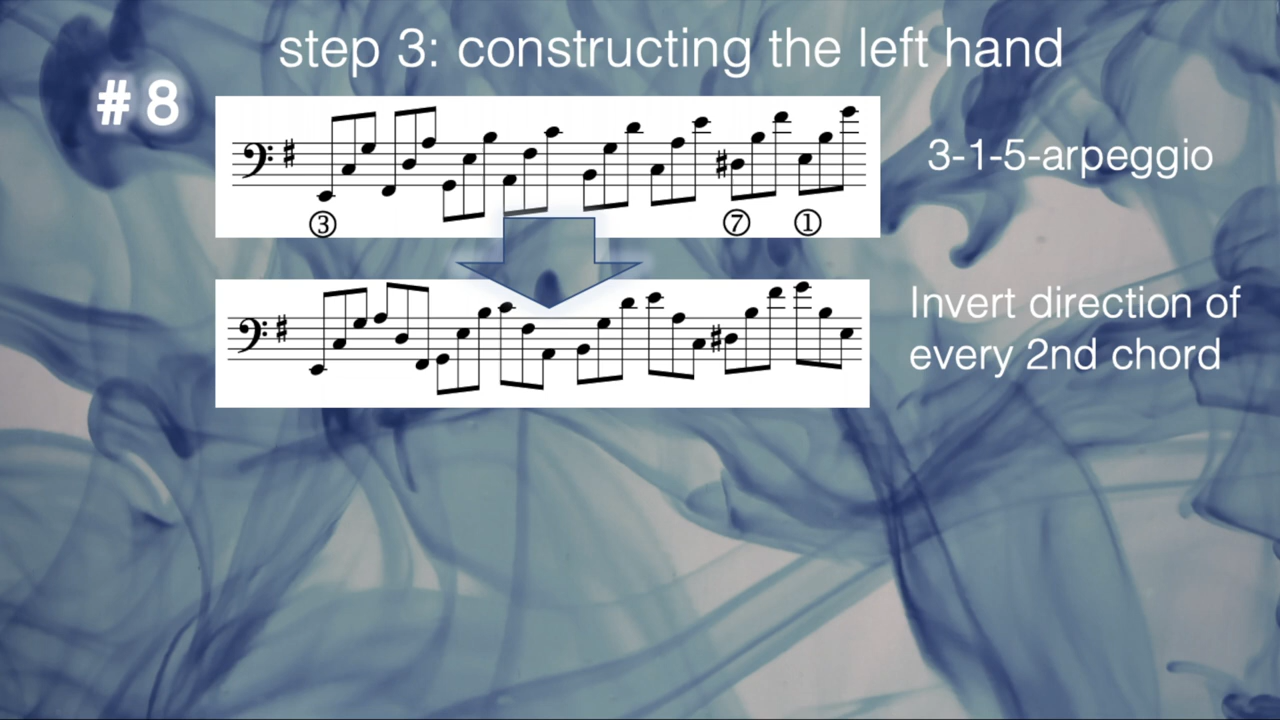 step 3: constructing the left hand
# 8
3-1-5-arpeggio
③ ⑦ ①
Invert direction of
every 2nd chord